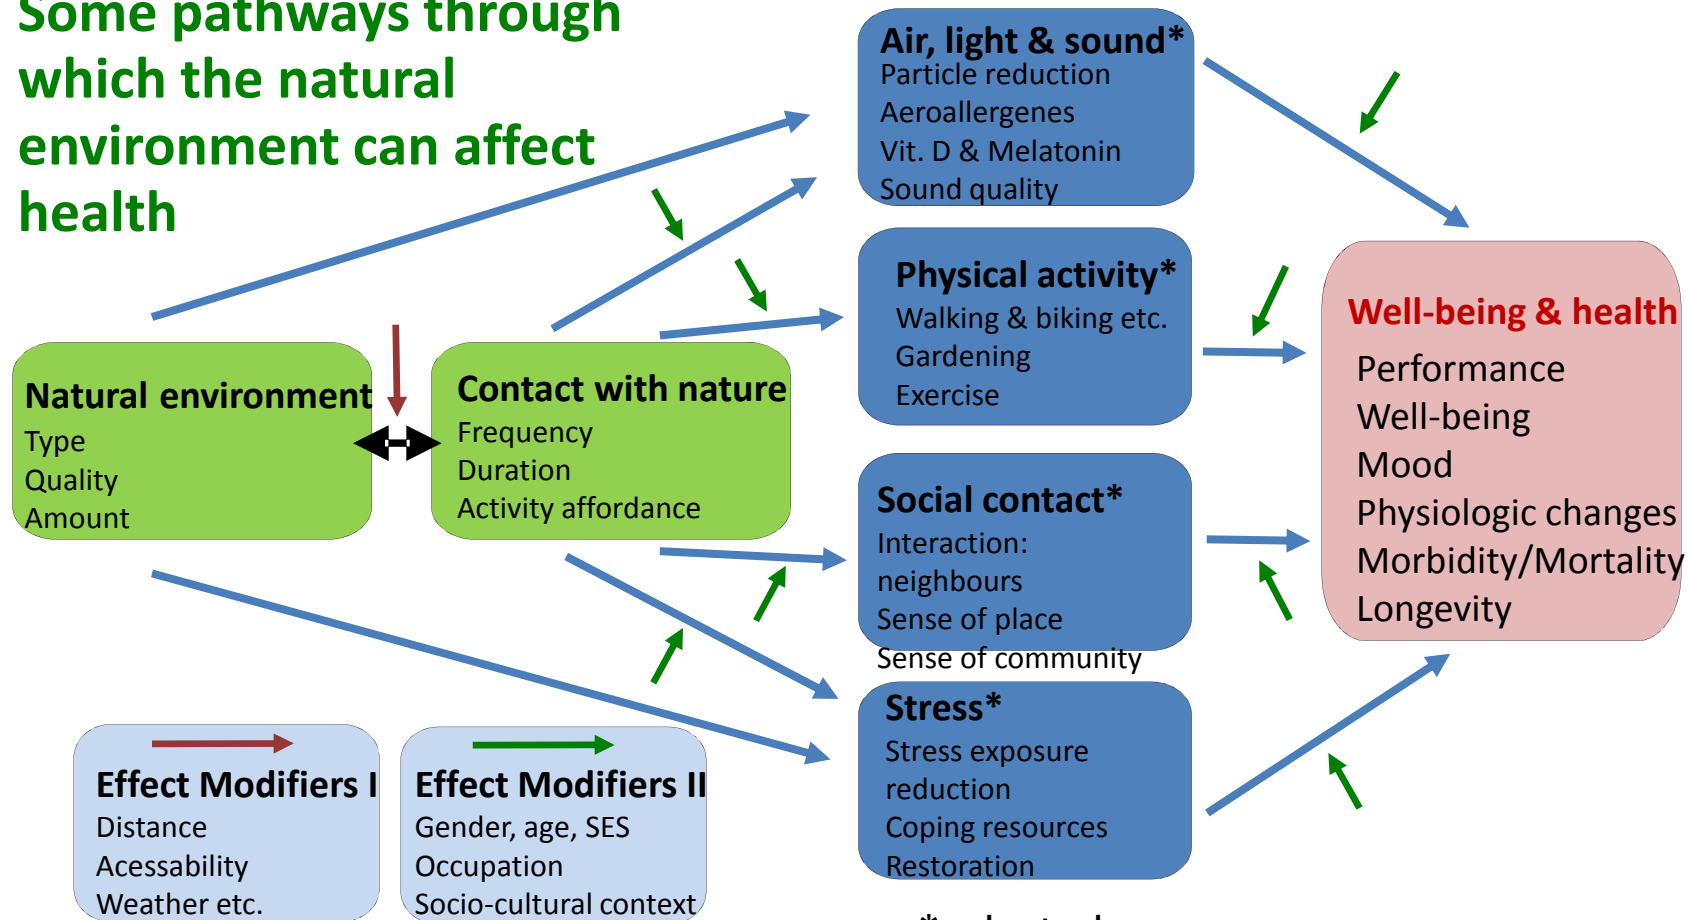 Some pathways through
which the natural
environment can affect
health
Air, light & sound*
Particle reduction
Aeroallergenes
Vit. D & Melatonin
Sound quality
Physical activity*
Walking & biking etc.
Gardening
Exercise
Well-being & health
Performance
Well-being
Mood
Physiologic changes
Morbidity/Mortality
Longevity
Natural environment
Type
Quality
Amount
Contact with nature
Frequency
Duration
Activity affordance
Social contact*
Interaction:
neighbours
Sense of place
Sense of community
Stress*
Stress exposure
reduction
Coping resources
Restoration
Effect Modifiers I
Distance
Acessability
Weather etc.
Effect Modifiers II
Gender, age, SES
Occupation
Socio-cultural context